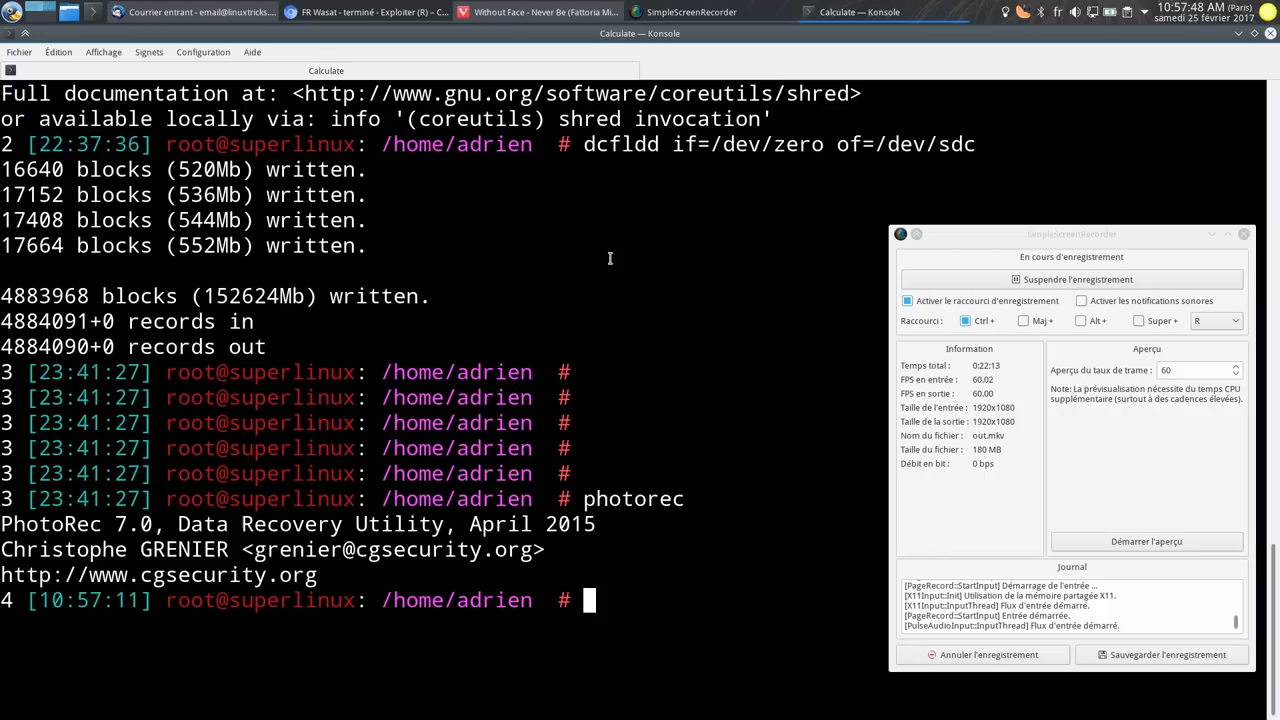 Courrier entrant - email@linuxtricks....
FR Wasat - terminé - Exploiter (R) – C...
Without Face - Never Be (Fattoria Mi...
SimpleScreenRecorder
Calculate — Konsole
fr
10:57:48 AM (Paris)
samedi 25 février 2017
Calculate — Konsole
Fichier Édition Affichage Signets Configuration Aide
Calculate
Full documentation at: <http://www.gnu.org/software/coreutils/shred>
or available locally via: info '(coreutils) shred invocation'
2 [22:37:36] root@superlinux: /home/adrien # dcfldd if=/dev/zero of=/dev/sdc
16640 blocks (520Mb) written.
17152 blocks (536Mb) written.
17408 blocks (544Mb) written.
17664 blocks (552Mb) written.
4883968 blocks (152624Mb) written.
4884091+0 records in
4884090+0 records out
3 [23:41:27] root@superlinux: /home/adrien #
3 [23:41:27] root@superlinux: /home/adrien #
3 [23:41:27] root@superlinux: /home/adrien #
3 [23:41:27] root@superlinux: /home/adrien #
3 [23:41:27] root@superlinux: /home/adrien #
3 [23:41:27] root@superlinux: /home/adrien # photorec
PhotoRec 7.0, Data Recovery Utility, April 2015
Christophe GRENIER <grenier@cgsecurity.org>
http://www.cgsecurity.org
4 [10:57:11] root@superlinux: /home/adrien #
SimpleScreenRecorder
En cours d'enregistrement
Suspendre l'enregistrement
Activer le raccourci d'enregistrement Activer les notifications sonores
Raccourci : Ctrl + Maj + Alt + Super + R
Information
Temps total : 0:22:13
FPS en entrée : 60.02
FPS en sortie : 60.00
Taille de l'entrée : 1920x1080
Taille de la sortie : 1920x1080
Nom du fichier : out.mkv
Taille du fichier : 180 MB
Débit en bit : 0 bps
Aperçu
Aperçu du taux de trame : 60
Note: La prévisualisation nécesite du temps CPU
supplémentaire (surtout à des cadences élevées).
Démarrer l'aperçu
Journal
[PageRecord::StartInput] Démarrage de l'entrée ...
[X11Input::Init] Utilisation de la mémoire partagée X11.
[X11Input::InputThread] Flux d'entrée démarré.
[PageRecord::StartInput] Entrée démarrée.
[PulseAudioInput::InputThread] Flux d'entrée démarré.
Annuler l'enregistrement Sauvegarder l'enregistrement